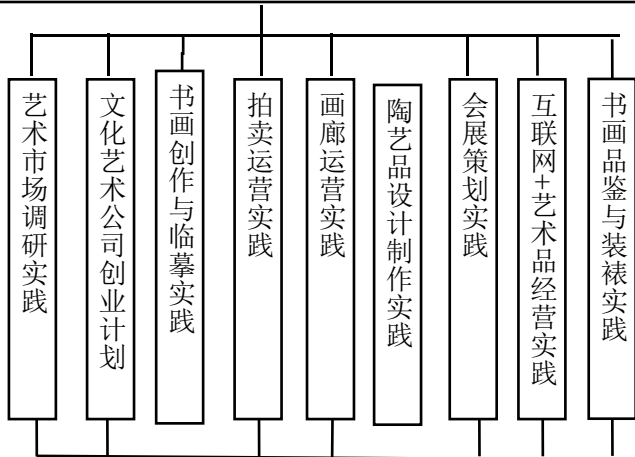 艺术市场调研实践
文化艺术公司创业计划
书画创作与临摹实践
拍卖运营实践
画廊运营实践
陶艺品设计制作实践
会展策划实践
互联网+艺术品经营实践
书画品鉴与装裱实践